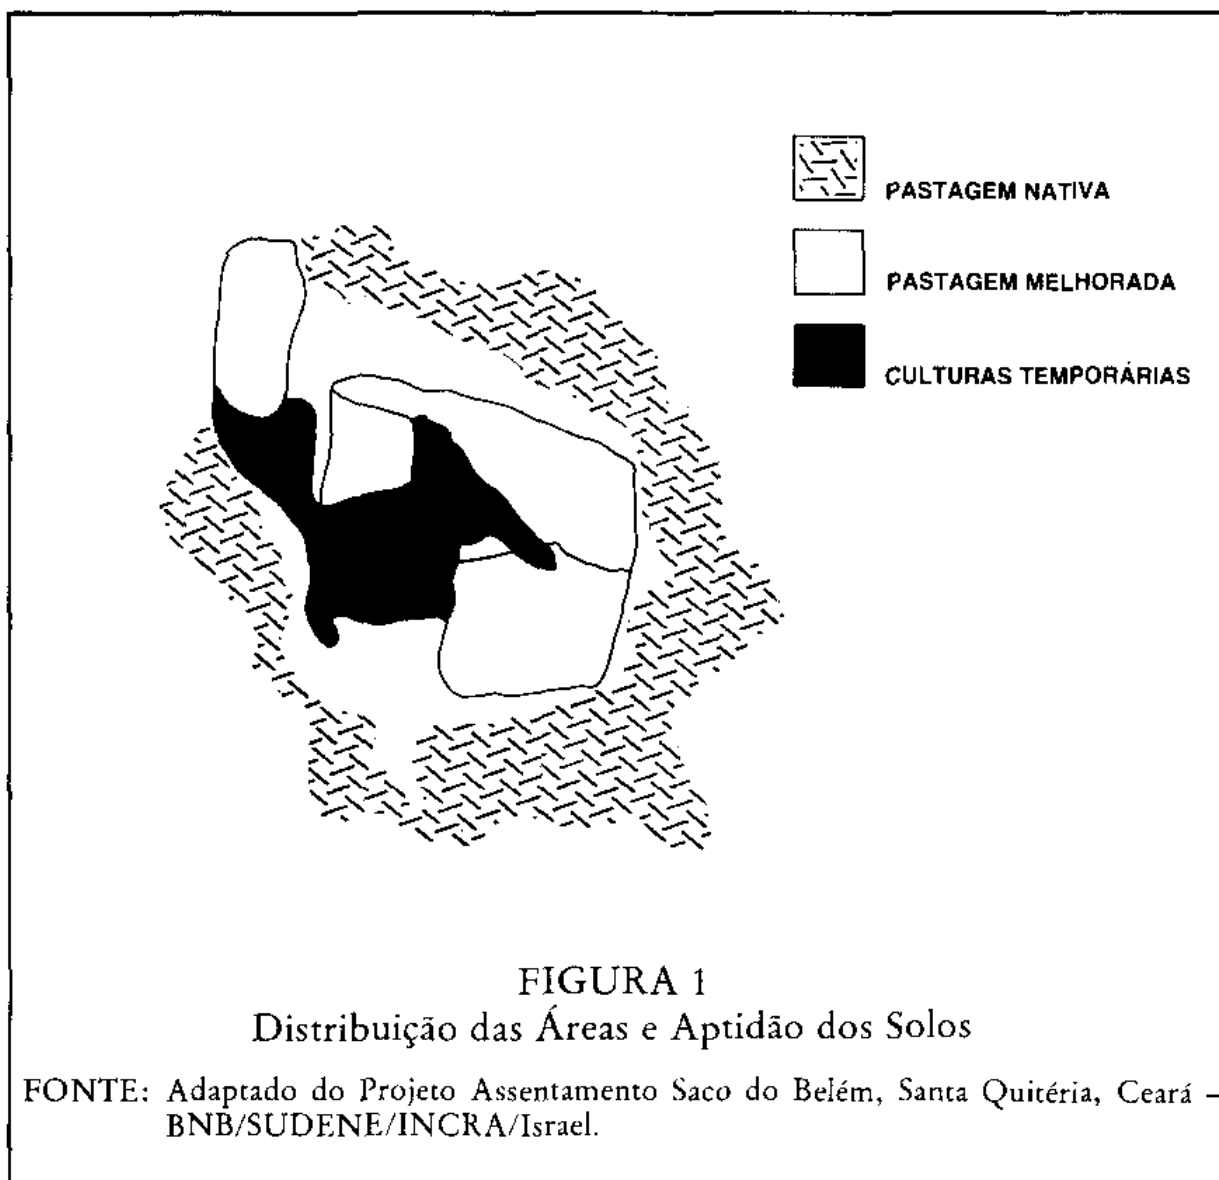 PASTAGEM NATIVA
PASTAGEM MELHORADA
CULTURAS TEMPORÁRIAS
FIGURA 1
Distribuição das Áreas e Aptidão dos Solos
FONTE: Adaptado do Projeto Assentamento Saco do Belém, Santa Quitéria, Ceará –
BNB/SUDENE/INCRA/Israel.